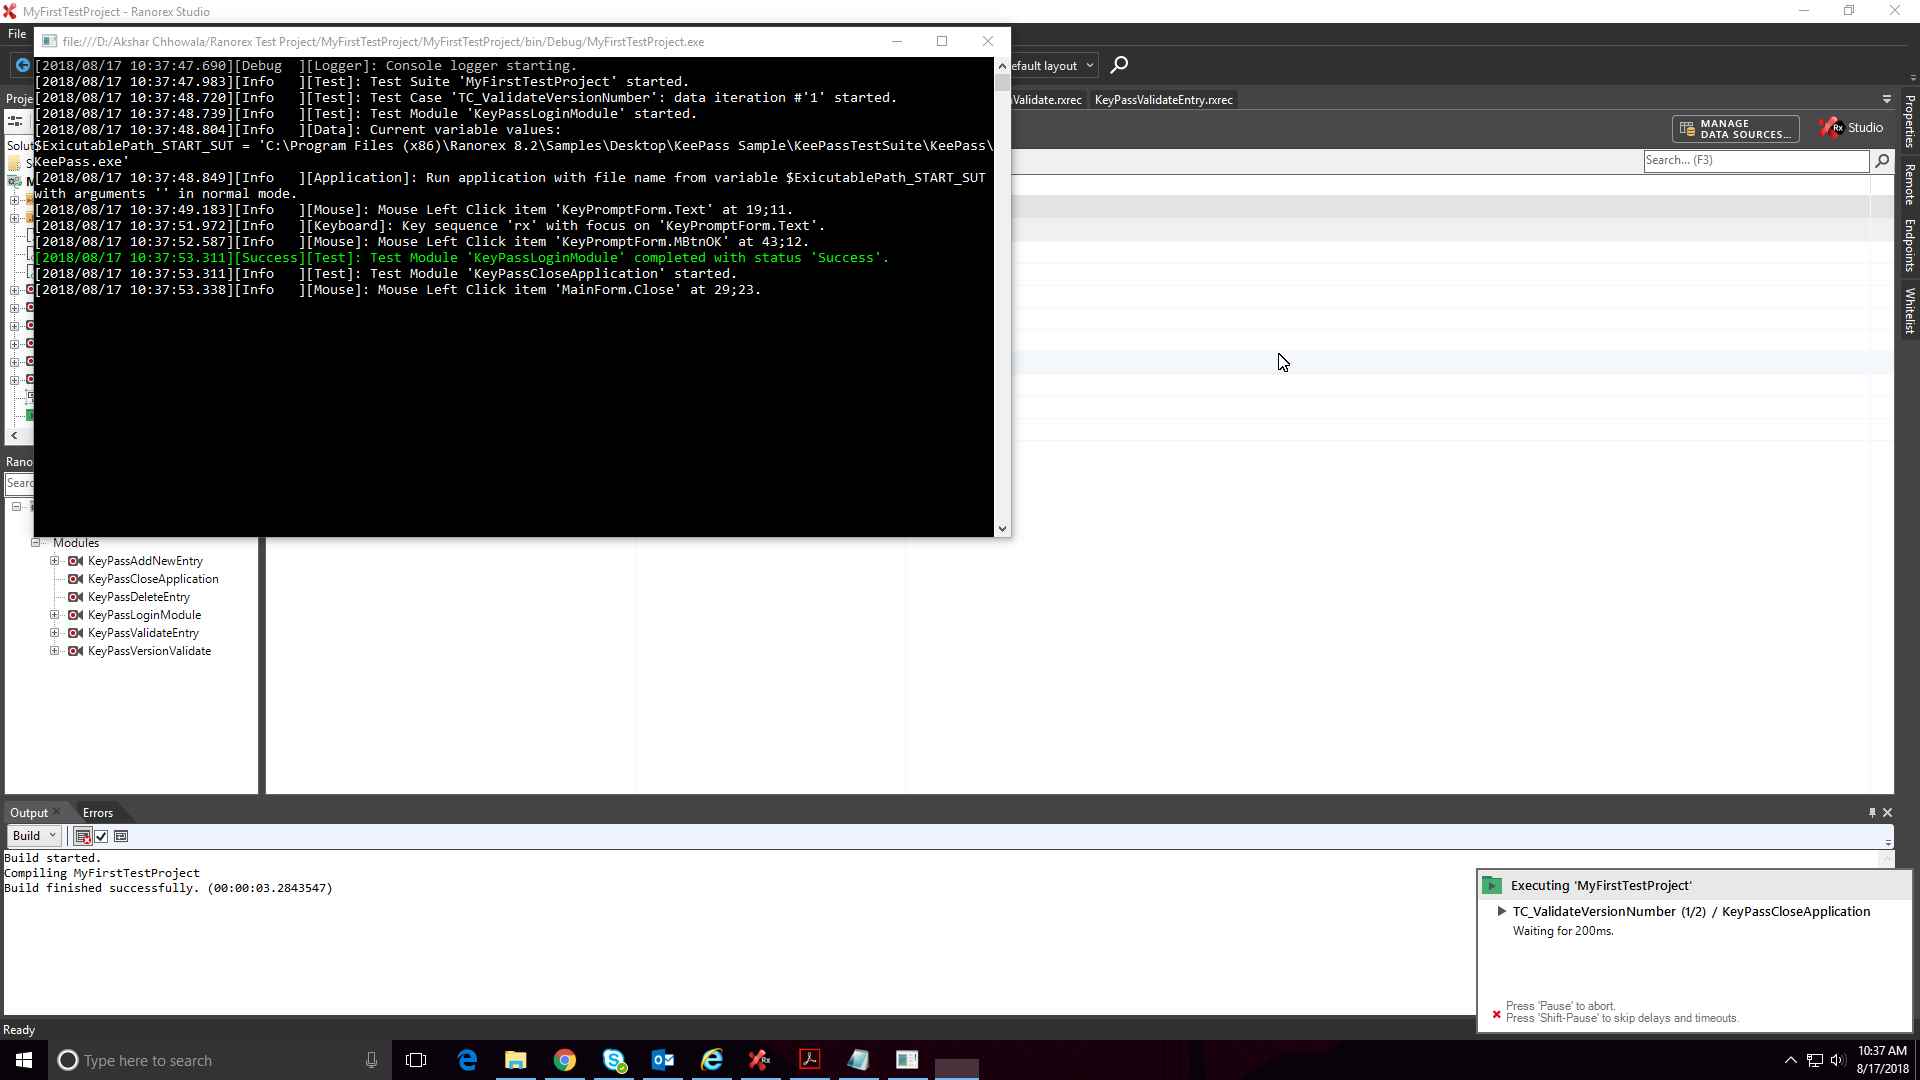 MyFirstTestProject - Ranorex Studio
File
file:///D:/Akshar Chhowala/Ranorex Test Project/MyFirstTestProject/MyFirstTestProject/bin/Debug/MyFirstTestProject.exe
[2018/08/17 10:37:47.690][Debug  ][Logger]: Console logger starting.
[2018/08/17 10:37:47.983][Info   ][Test]: Test Suite 'MyFirstTestProject' started.
[2018/08/17 10:37:48.720][Info   ][Test]: Test Case 'TC_ValidateVersionNumber': data iteration #'1' started.
[2018/08/17 10:37:48.739][Info   ][Test]: Test Module 'KeyPassLoginModule' started.
[2018/08/17 10:37:48.804][Info   ][Data]: Current variable values:
$ExicutablePath_START_SUT = 'C:\Program Files (x86)\Ranorex 8.2\Samples\Desktop\KeePass Sample\KeePassTestSuite\KeePass\
KeePass.exe'
[2018/08/17 10:37:48.849][Info   ][Application]: Run application with file name from variable $ExicutablePath_START_SUT
with arguments '' in normal mode.
[2018/08/17 10:37:49.183][Info   ][Mouse]: Mouse Left Click item 'KeyPromptForm.Text' at 19;11.
[2018/08/17 10:37:51.972][Info   ][Keyboard]: Key sequence 'rx' with focus on 'KeyPromptForm.Text'.
[2018/08/17 10:37:52.587][Info   ][Mouse]: Mouse Left Click item 'KeyPromptForm.MBtnOK' at 43;12.
[2018/08/17 10:37:53.311][Success][Test]: Test Module 'KeyPassLoginModule' completed with status 'Success'.
[2018/08/17 10:37:53.311][Info   ][Test]: Test Module 'KeyPassCloseApplication' started.
[2018/08/17 10:37:53.338][Info   ][Mouse]: Mouse Left Click item 'MainForm.Close' at 29;23.
efault layout
Proje
Validate.rxrec
KeyPassValidateEntry.rxrec
MANAGE
DATA SOURCES...
Rx Studio
Solut
Search... (F3)
Properties
Remote
Endpoints
Whitelist
Rano
Searc
Modules
KeyPassAddNewEntry
KeyPassCloseApplication
KeyPassDeleteEntry
KeyPassLoginModule
KeyPassValidateEntry
KeyPassVersionValidate
Output
Errors
Build
Build started.
Compiling MyFirstTestProject
Build finished successfully. (00:00:03.2843547)
Executing 'MyFirstTestProject'
TC_ValidateVersionNumber (1/2) / KeyPassCloseApplication
Waiting for 200ms.
Press 'Pause' to abort.
Press 'Shift-Pause' to skip delays and timeouts.
Ready
Type here to search
10:37 AM
8/17/2018